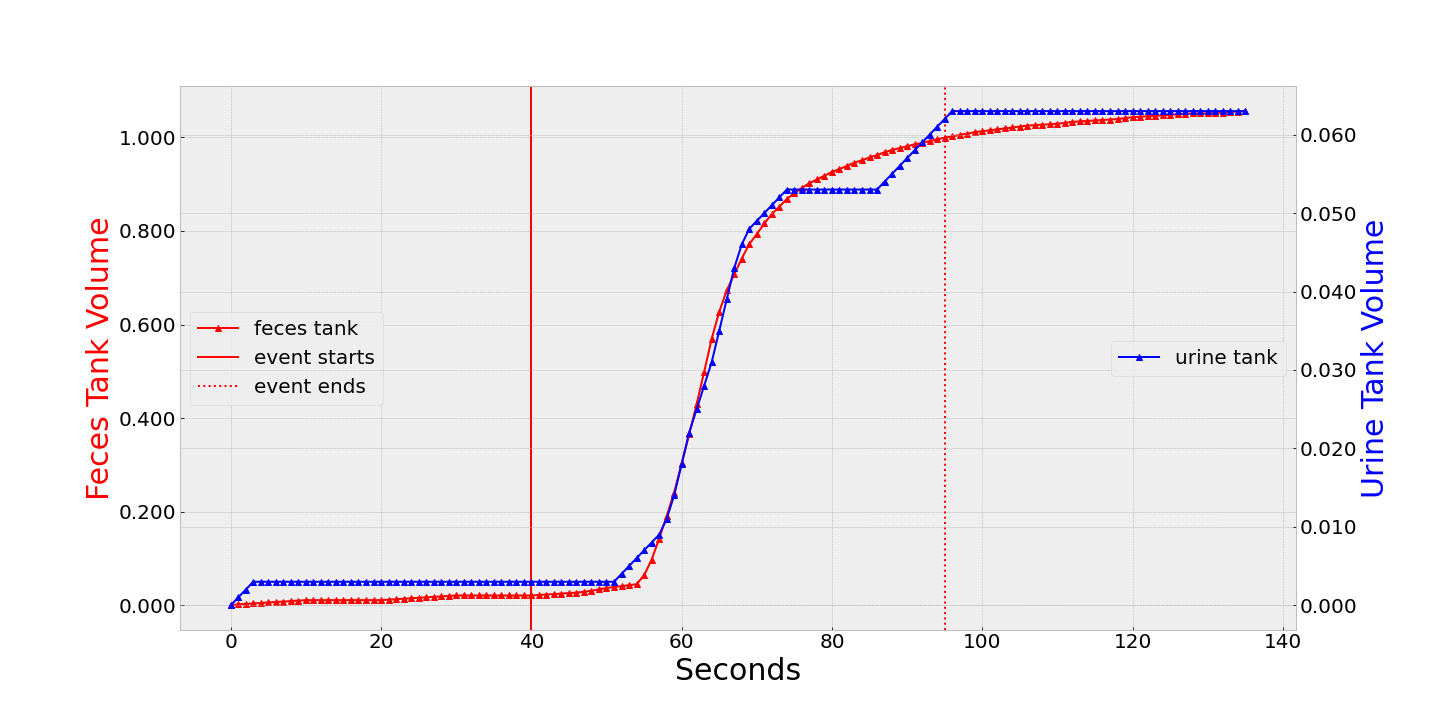 Feces Tank Volume
1.000
0.800
0.600
0.400
0.200
0.000
feces tank
event starts
event ends
urine tank
0.060
0.050
0.040
0.030
0.020
0.010
0.000
Urine Tank Volume
0 20 40 60 80 100 120 140
Seconds